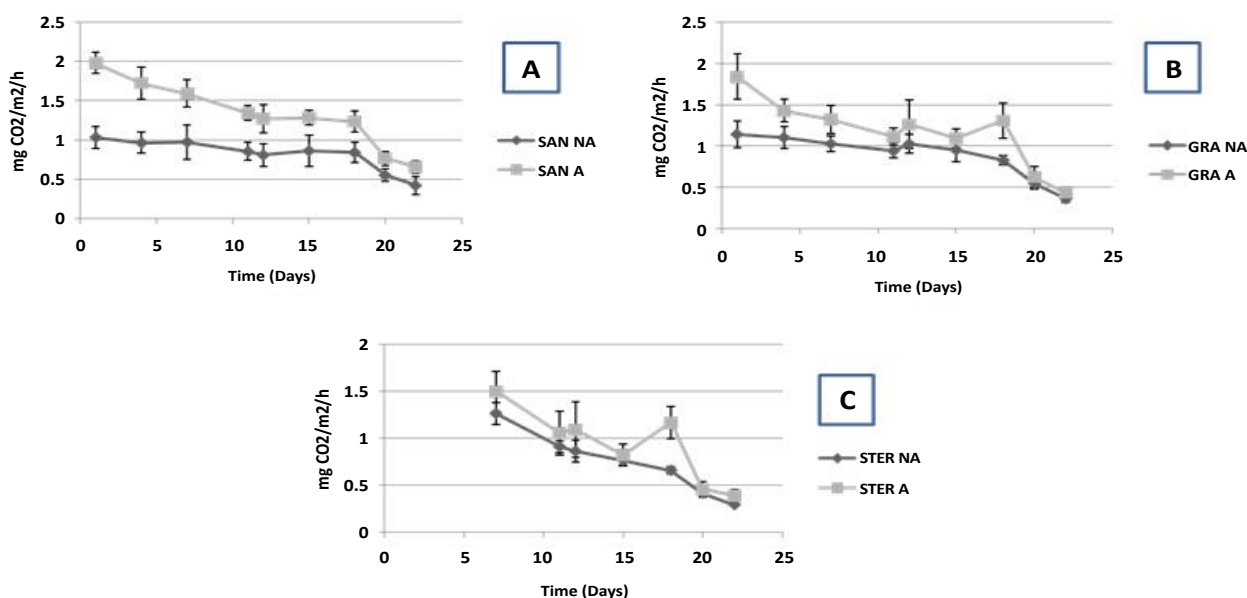 A
mg CO2/m2/h
2.5
2
1.5
1
0.5
0
0 5 10 15 20 25
Time (Days)
SAN NA
SAN A
B
mg CO2/m2/h
2.5
2
1.5
1
0.5
0
0 5 10 15 20 25
Time (Days)
GRA NA
GRA A
C
mg CO2/m2/h
2
1.5
1
0.5
0
0 5 10 15 20 25
Time (Days)
STER NA
STER A